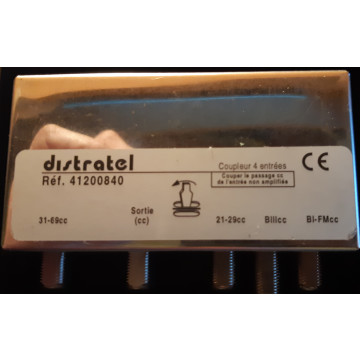 distratel
Réf. 41200840
Coupleur 4 entrées
Couper le passage cc
de l'entrée non amplifiée
CE
31-69cc
Sortie
(cc)
21-29cc
BIIIcc
BI-FMcc